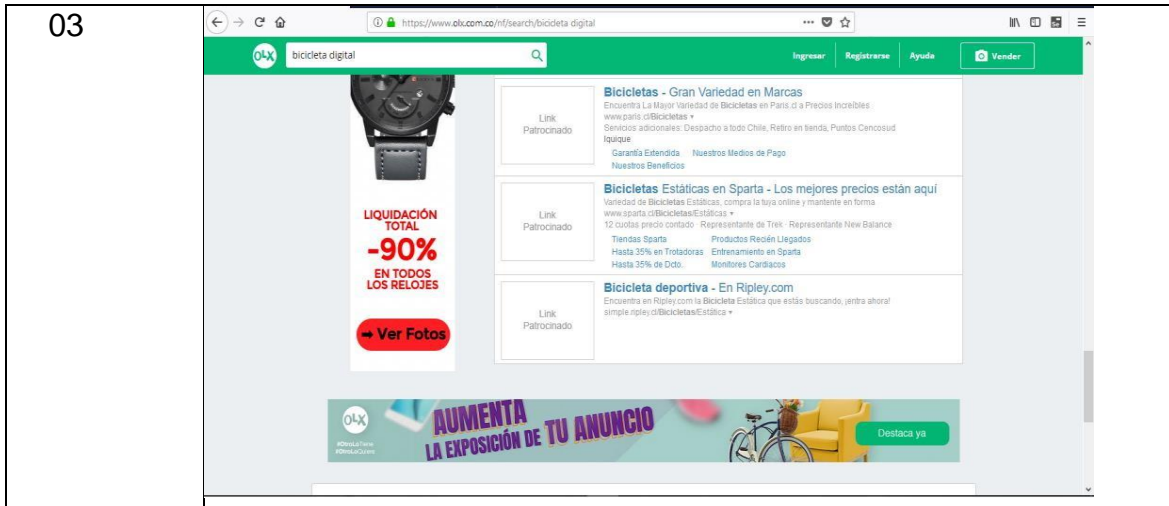 03
https://www.olx.com.co/nf/search/bicicleta digital
OLX
bicicleta digital
Ingresar
Registrarse
Ayuda
Vender
LIQUIDACIÓN
TOTAL
-90%
EN TODOS
LOS RELOJES
➡ Ver Fotos
Link
Patrocinado
Bicicletas - Gran Variedad en Marcas
Encuentra La Mayor Variedad de Bicicletas en Paris.cl a Precios Increíbles
www.paris.cl/Bicicletas ▾
Servicios adicionales: Despacho a todo Chile, Retiro en tienda, Puntos Cencosud
Iquique
Garantía Extendida Nuestros Medios de Pago
Nuestros Beneficios
Link
Patrocinado
Bicicletas Estáticas en Sparta - Los mejores precios están aquí
Variedad de Bicicletas Estáticas, compra la tuya online y mantente en forma
www.sparta.cl/Bicicletas/Estáticas ▾
12 cuotas precio contado · Representante de Trek · Representante New Balance
Tiendas Sparta Productos Recién Llegados
Hasta 35% en Trotadoras Entrenamiento en Sparta
Hasta 35% de Dcto. Monitores Cardiacos
Link
Patrocinado
Bicicleta deportiva - En Ripley.com
Encuentra en Ripley.com la Bicicleta Estática que estás buscando, ¡entra ahora!
simple.ripley.cl/Bicicletas/Estática ▾
OLX
#OtroLoTiene
#OtroLoQuiere
AUMENTA
LA EXPOSICIÓN DE TU ANUNCIO
Destaca ya